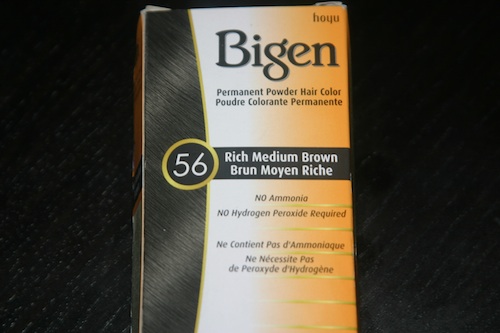 hoyu
Bigen
Permanent Powder Hair Color
Poudre Colorante Permanente
56
Rich Medium Brown
Brun Moyen Riche
NO Ammonia
NO Hydrogen Peroxide Required
Ne Contient Pas d'Ammoniaque
Ne Nécessite Pas
de Peroxyde d'Hydrogène